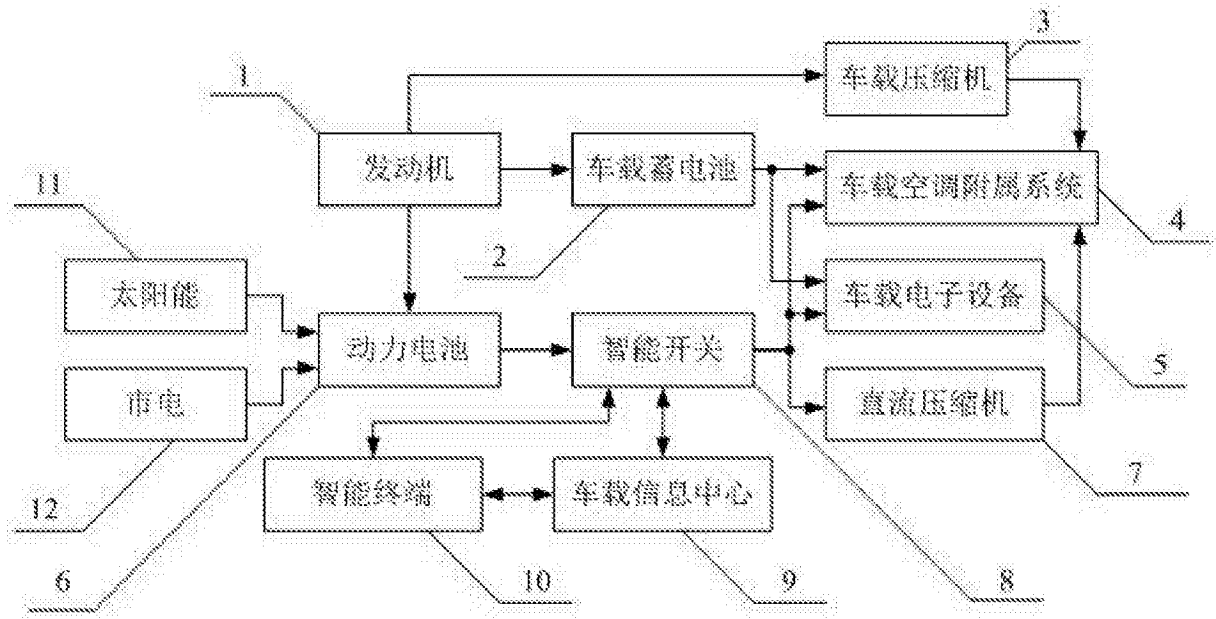 3
车载压缩机
1
发动机
车载蓄电池
车载空调附属系统
11
2
4
太阳能
车载电子设备
动力电池
智能开关
5
市电
直流压缩机
12
智能终端
车载信息中心
7
6
10
9
8